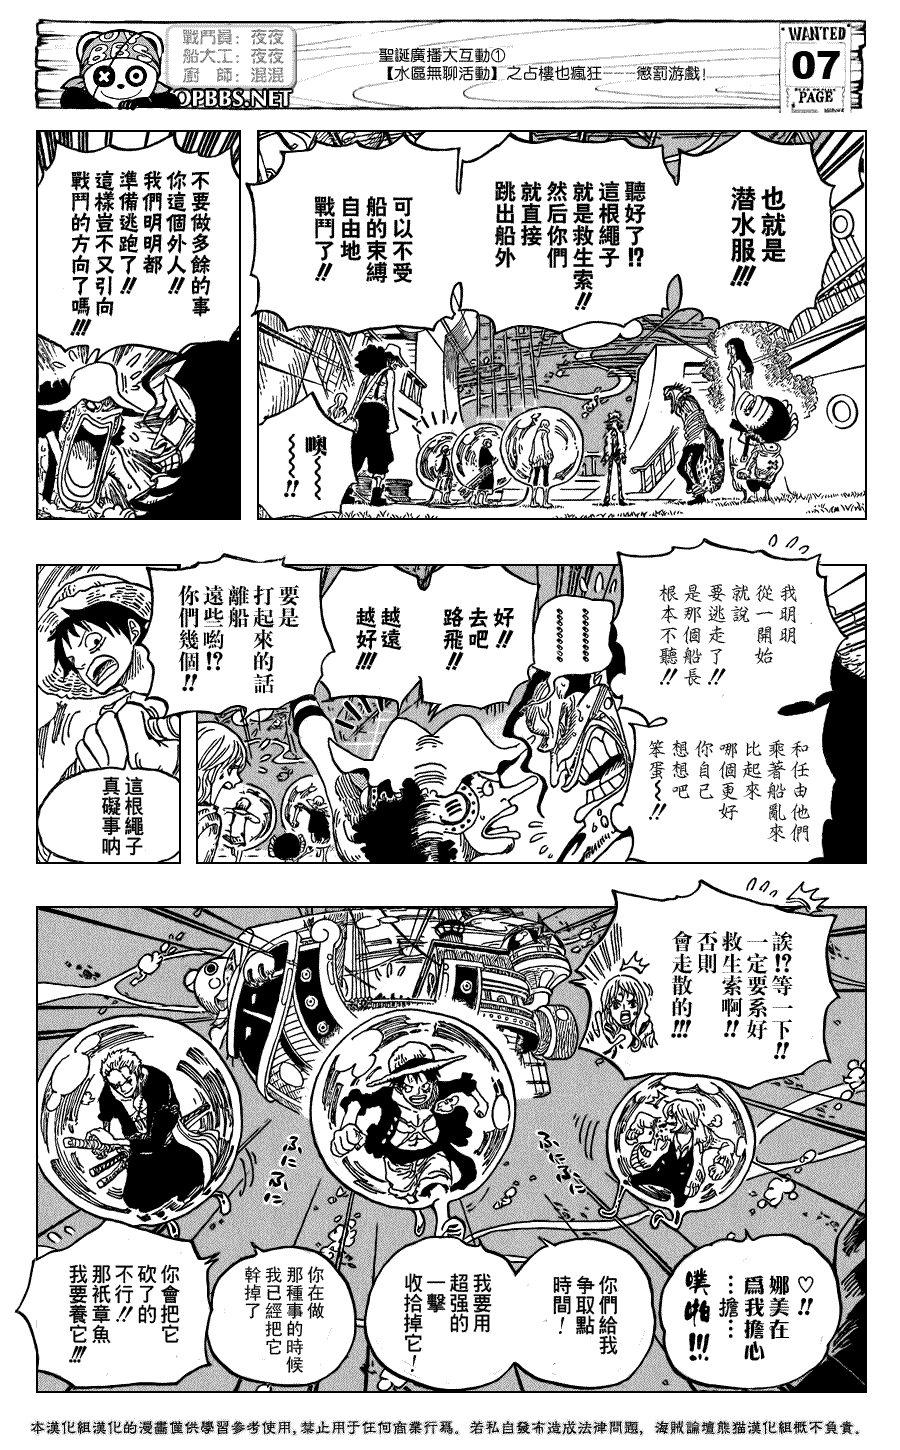 戰鬥員：夜夜
船大工：夜夜
廚　師：混混
OPBBS.NET
聖誕廣播大互動①
【水區無聊活動】之占樓也瘋狂---懲罰游戲!
WANTED
07
PAGE
也就是
潜水服!!!
聽好了!?
這根繩子
就是救生索!!
然后你們
就直接
跳出船外
可以不受
船的束縛
自由地
戰鬥了!!
噢~~~!!
不要做多餘的事
你這個外人!!
我們明明都
準備逃跑了!!
這樣豈不又引向
戰鬥的方向了嗎!!!
我明明
從一開始
就說
要逃走了!!
是那個船長
根本不聽!!
和任由他們
乘著船亂來
比起來
哪個更好
你自己
想想吧
笨蛋~!!
好!!
去吧
路飛!!
越遠
越好!!!
要是
打起來的話
離船
遠些喲!?
你們幾個!!
這根繩子
真礙事吶
誒!?等一下!!
一定要系好
救生索啊!!
否則
會走散的!!!
ふにふに
ふにふに
♡!!
娜美在
爲我擔心
…擔…
噗啪!!!
你們給我
争取點
時間!
我要用
超强的
一擊
收拾掉它!
你在做
那種事的時候
我已經把它
幹掉了
你會把它
砍了的
不行!!
那衹章魚
我要養它!!!
本漢化組漢化的漫畫僅供學習參考使用,禁止用于任何商業行爲。若私自發布造成法律問題，海賊論壇熊猫漢化組概不負責。